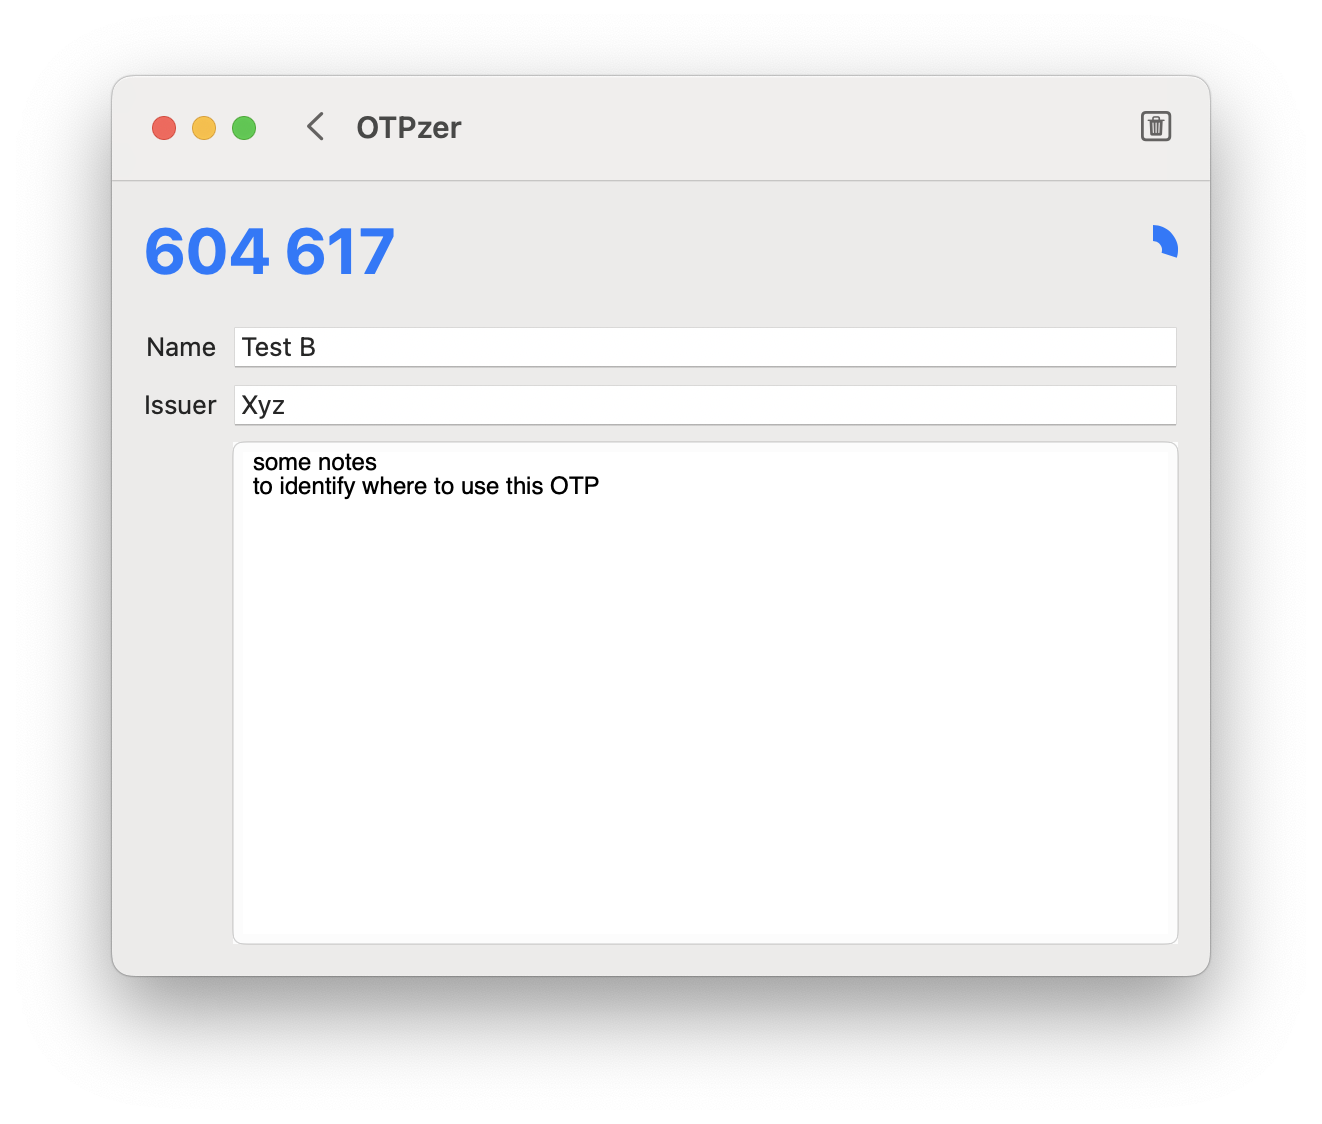 OTPzer
604 617
Name Test B
Issuer Xyz
some notes
to identify where to use this OTP